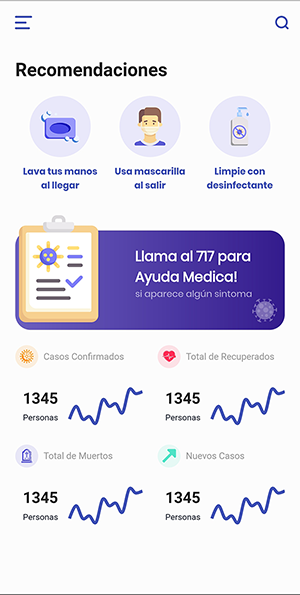 Recomendaciones
Lava tus manos
al llegar
Usa mascarilla
al salir
Limpie con
desinfectante
Llama al 717 para
Ayuda Medica!
si aparece algún sintoma
Casos Confirmados
Total de Recuperados
1345
Personas
1345
Personas
Total de Muertos
Nuevos Casos
1345
Personas
1345
Personas